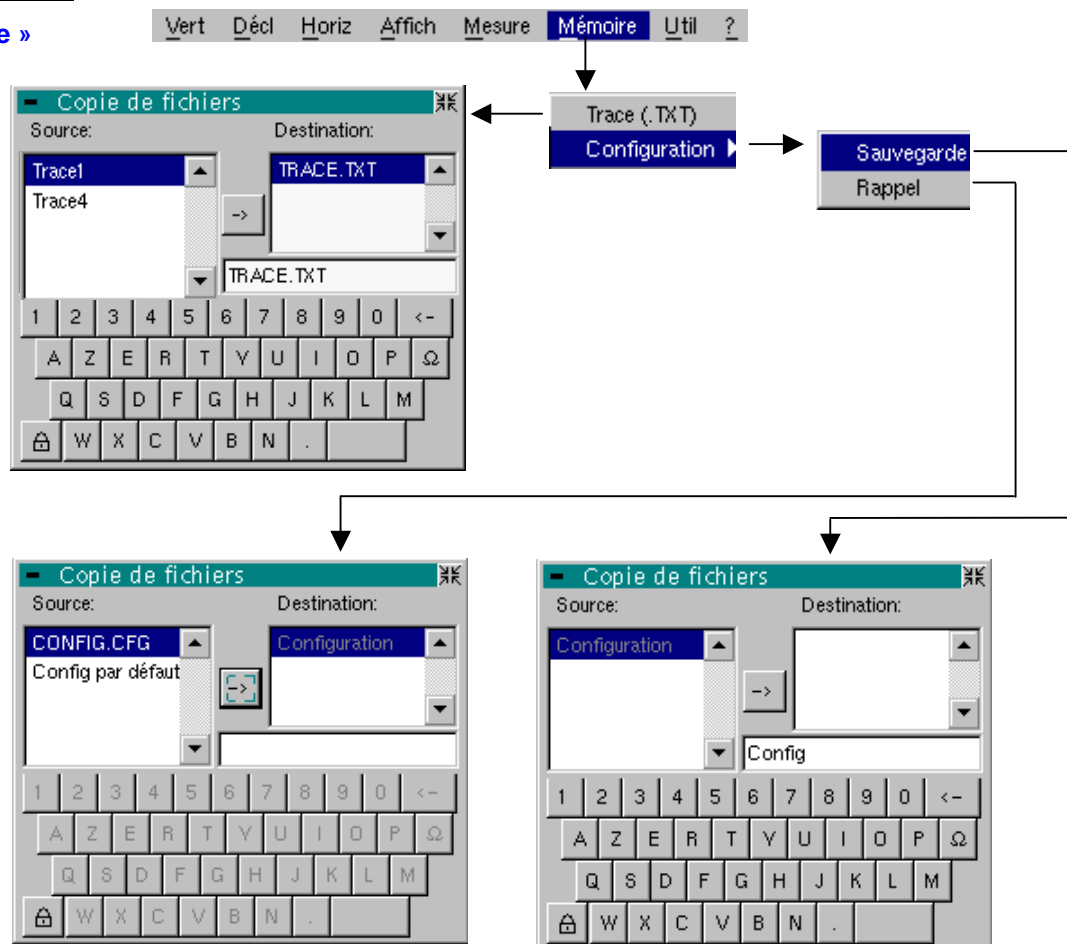 e »
Vert Décl Horiz Affich Mesure Mémoire Util ?
Copie de fichiers
Source: Destination:
Trace1 TRACE.TXT
Trace4
->
TRACE.TXT
1 2 3 4 5 6 7 8 9 0 <-
A Z E R T Y U I O P Ω
Q S D F G H J K L M
W X C V B N .
Trace (.TXT)
Configuration
Sauvegarde
Rappel
Copie de fichiers
Source: Destination:
CONFIG.CFG Configuration
Config par défaut
->
1 2 3 4 5 6 7 8 9 0 <-
A Z E R T Y U I O P Ω
Q S D F G H J K L M
W X C V B N .
Copie de fichiers
Source: Destination:
Configuration
->
Config
1 2 3 4 5 6 7 8 9 0 <-
A Z E R T Y U I O P Ω
Q S D F G H J K L M
W X C V B N .